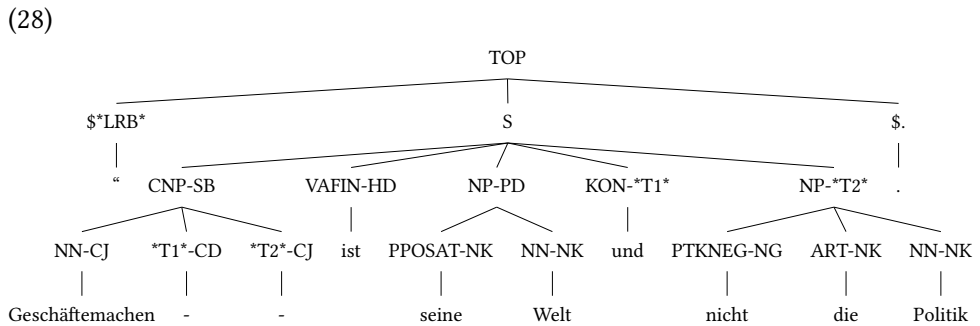 (28)
TOP
$*LRB* S $.
“ CNP-SB VAFIN-HD NP-PD KON-*T1* NP-*T2* .
NN-CJ *T1*-CD *T2*-CJ ist PPOSAT-NK NN-NK und PTKNEG-NG ART-NK NN-NK
Geschäftemachen - - seine Welt nicht die Politik